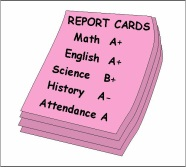 REPORT CARDS
Math A+
English A+
Science B+
History A-
Attendance A